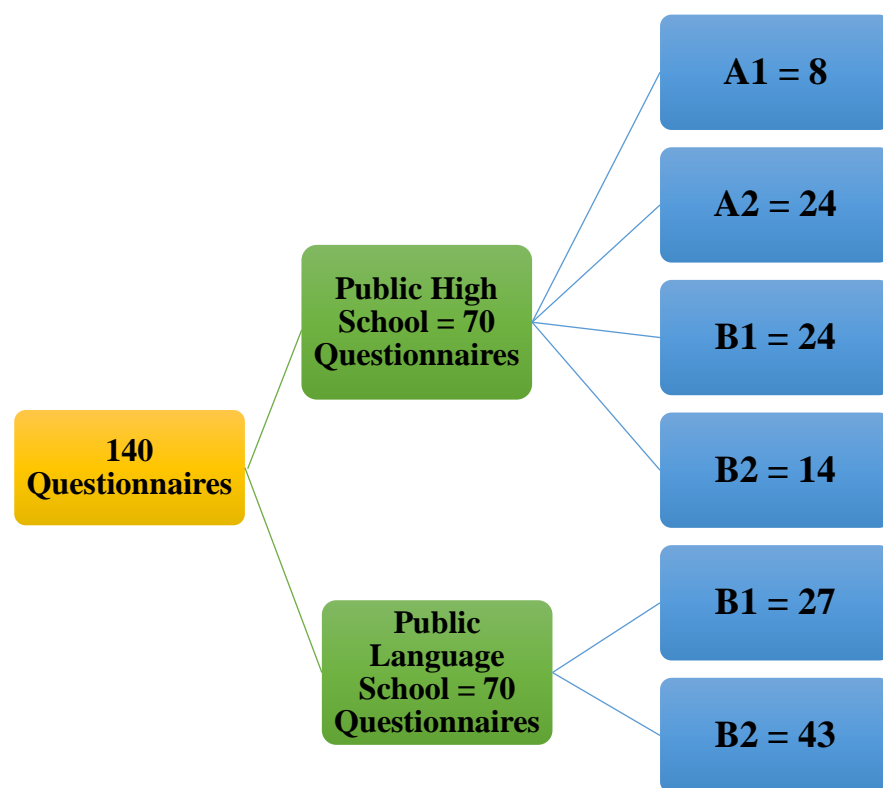 140
Questionnaires
Public High
School = 70
Questionnaires
A1 = 8
A2 = 24
B1 = 24
B2 = 14
Public
Language
School = 70
Questionnaires
B1 = 27
B2 = 43